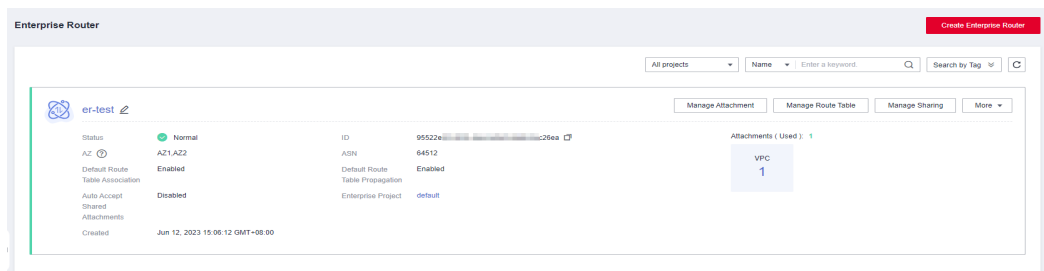 Enterprise Router
Create Enterprise Router
All projects
Name
Enter a keyword.
Search by Tag
er-test
Manage Attachment
Manage Route Table
Manage Sharing
More
Status Normal
ID 95522e c26ea
Attachments ( Used ): 1
AZ AZ1,AZ2
ASN 64512
VPC
1
Default Route
Table Association
Enabled
Default Route
Table Propagation
Enabled
Auto Accept
Shared
Attachments
Disabled
Enterprise Project default
Created Jun 12, 2023 15:06:12 GMT+08:00